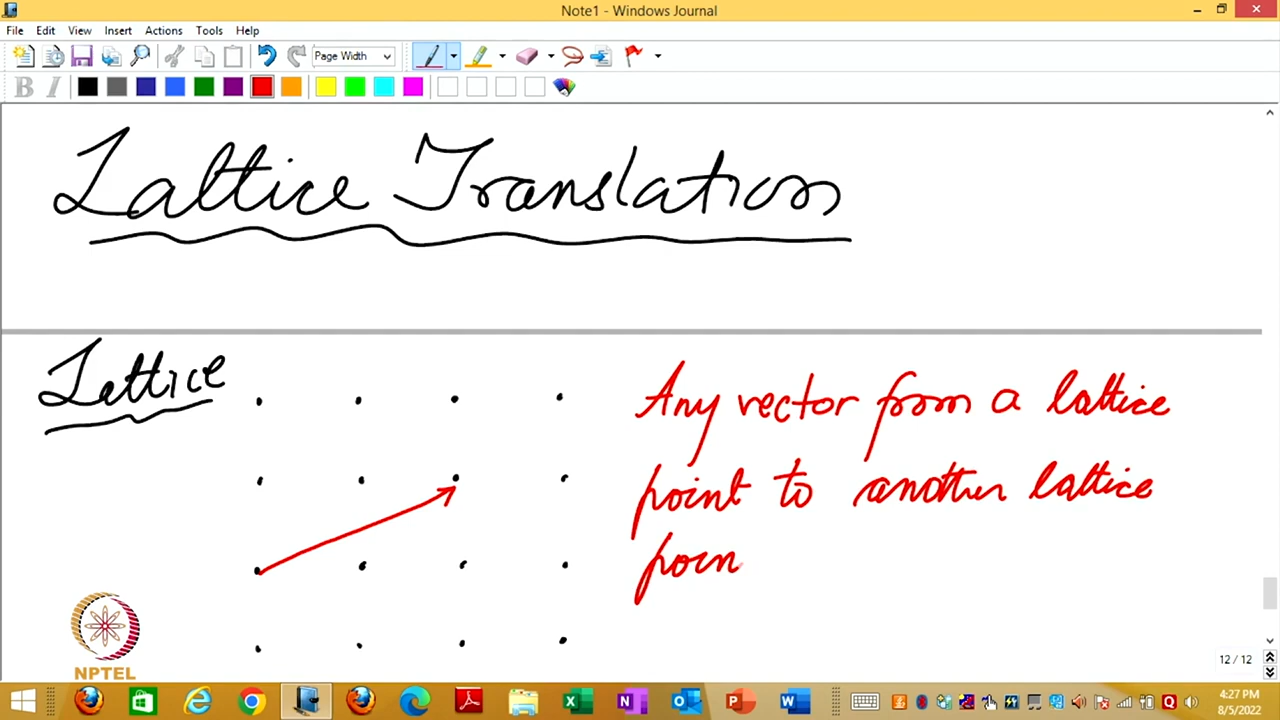 Note1 - Windows Journal
File Edit View Insert Actions Tools Help
Page Width
B I
Lattice Translation
Lattice
Any vector from a lattice
point to another lattice
poin
NPTEL
12 / 12
4:27 PM
8/5/2022